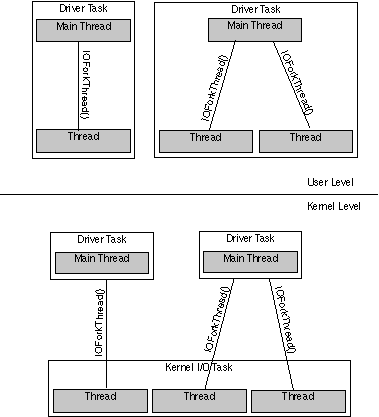 Driver Task
Driver Task
Main Thread
Main Thread
IOForkThread()
IOForkThread()
IOForkThread()
Thread
Thread
Thread
User Level
Kernel Level
Driver Task
Driver Task
Main Thread
Main Thread
IOForkThread()
IOForkThread()
IOForkThread()
Kernel I/O Task
Thread
Thread
Thread